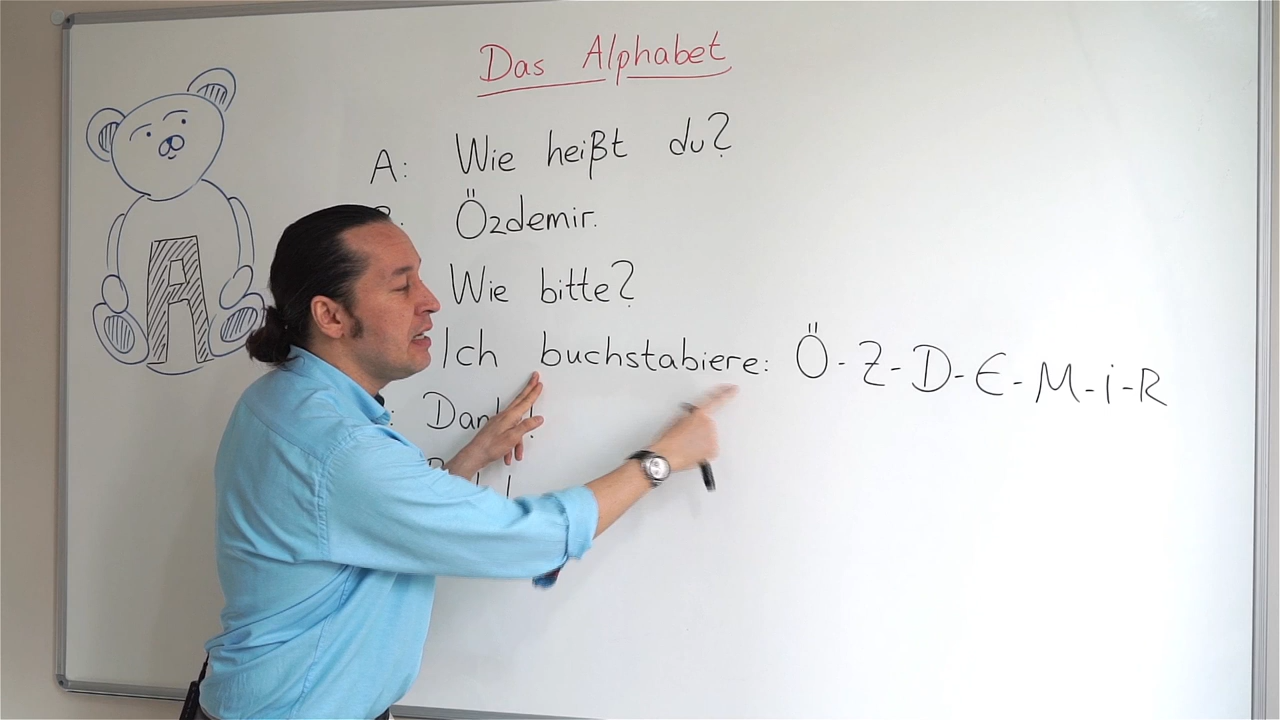 Das Alphabet
A: Wie heißt du?
Özdemir.
Wie bitte?
Ich buchstabiere: Ö-Z-D-E-M-i-R
A